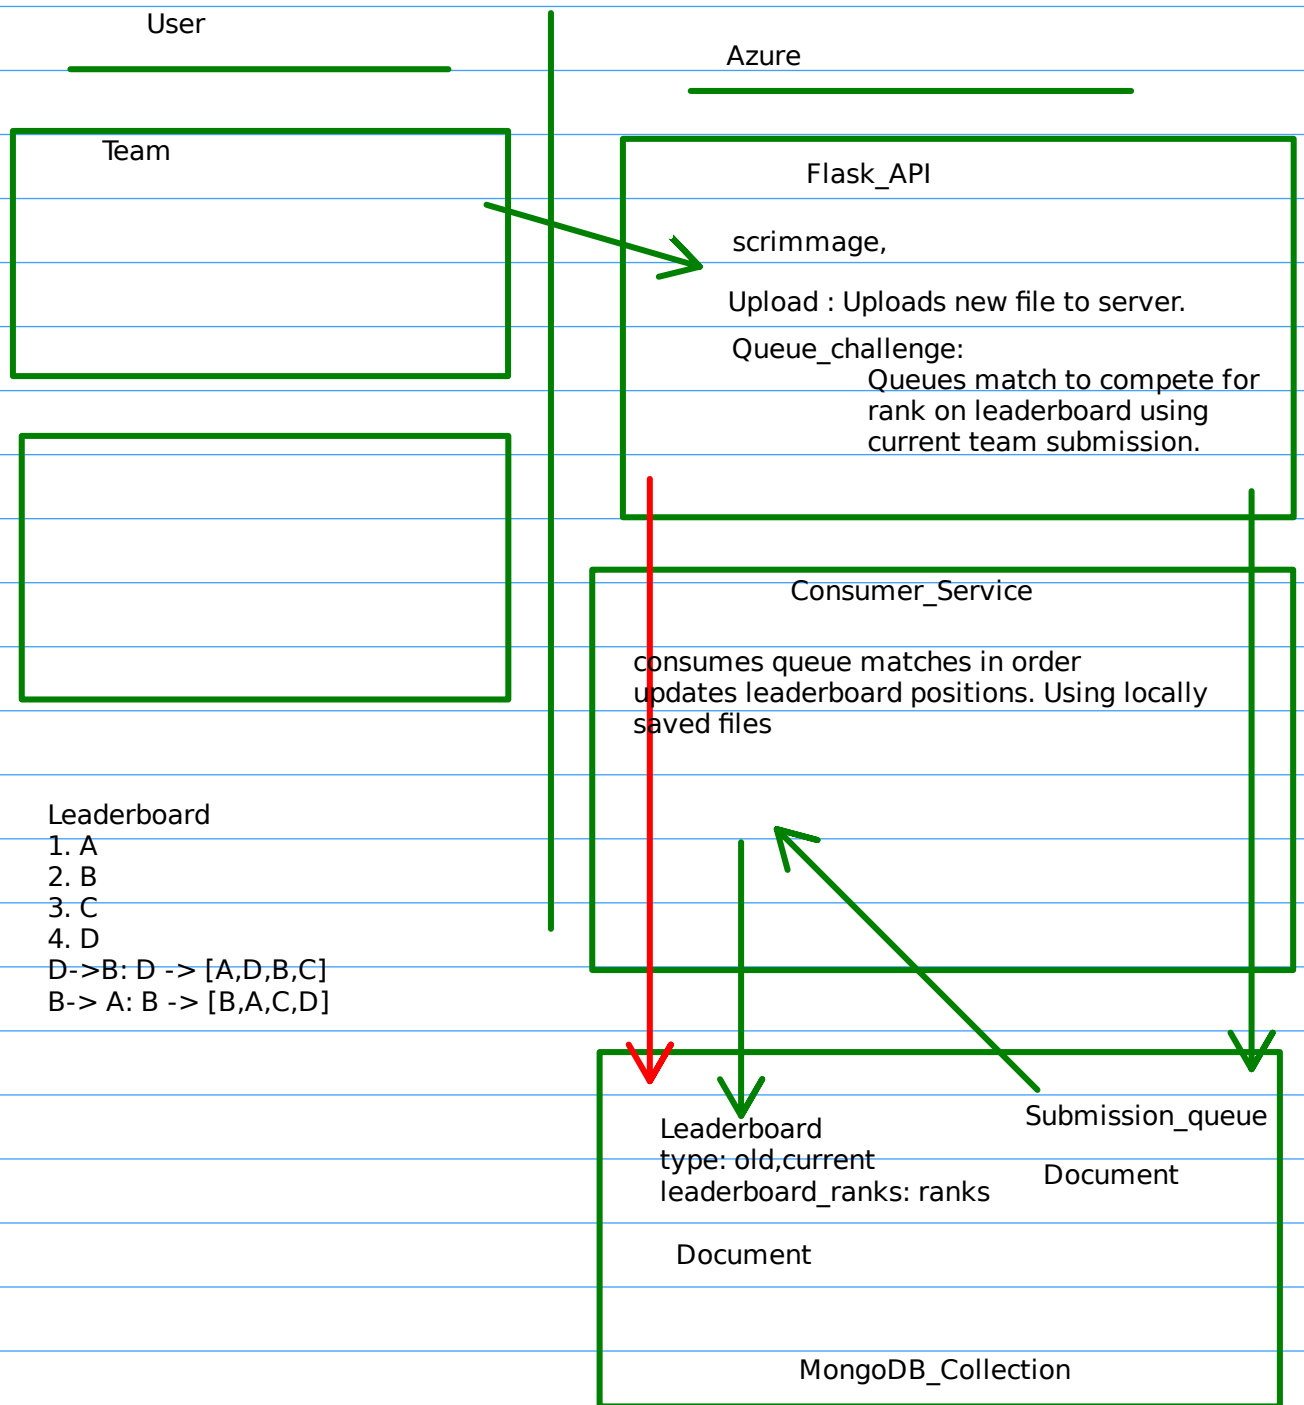 User
Team
Leaderboard
1. A
2. B
3. C
4. D
D->B: D -> [A,D,B,C]
B-> A: B -> [B,A,C,D]
Azure
Flask_API
scrimmage,
Upload : Uploads new file to server.
Queue_challenge:
Queues match to compete for
rank on leaderboard using
current team submission.
Consumer_Service
consumes queue matches in order
updates leaderboard positions. Using locally
saved files
Leaderboard
type: old,current
leaderboard_ranks: ranks
Document
Submission_queue
Document
MongoDB_Collection